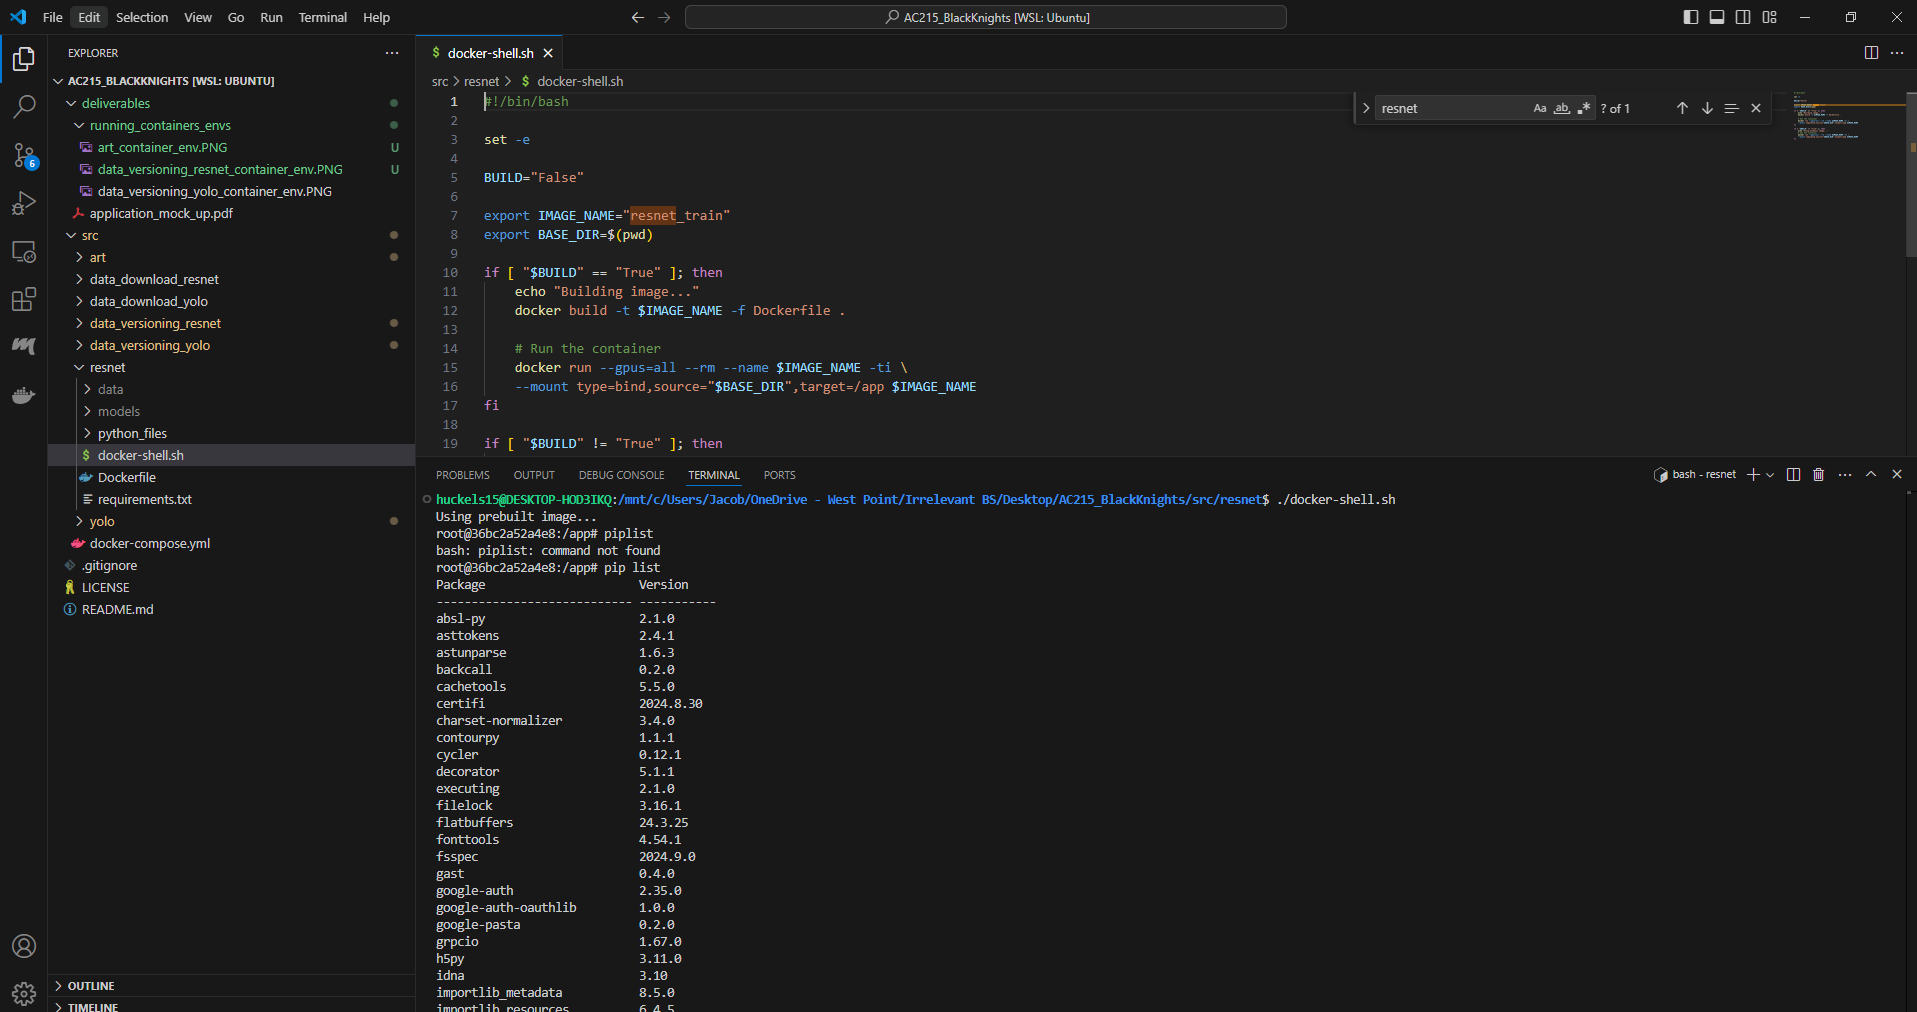 File Edit Selection View Go Run Terminal Help
AC215_BlackKnights [WSL: Ubuntu]
EXPLORER
AC215_BLACKKNIGHTS [WSL: UBUNTU]
deliverables
running_containers_envs
art_container_env.PNG U
data_versioning_resnet_container_env.PNG U
data_versioning_yolo_container_env.PNG
application_mock_up.pdf
src
art
data_download_resnet
data_download_yolo
data_versioning_resnet
data_versioning_yolo
resnet
data
models
python_files
$ docker-shell.sh
Dockerfile
requirements.txt
yolo
docker-compose.yml
.gitignore
LICENSE
README.md
OUTLINE
TIMELINE
6
$ docker-shell.sh
src > resnet > $ docker-shell.sh
resnet Aa ab ? of 1
1 #!/bin/bash
2
3 set -e
4
5 BUILD="False"
6
7 export IMAGE_NAME="resnet_train"
8 export BASE_DIR=$(pwd)
9
10 if [ "$BUILD" == "True" ]; then
11 echo "Building image..."
12 docker build -t $IMAGE_NAME -f Dockerfile .
13
14 # Run the container
15 docker run --gpus=all --rm --name $IMAGE_NAME -ti \
16 --mount type=bind,source="$BASE_DIR",target=/app $IMAGE_NAME
17 fi
18
19 if [ "$BUILD" != "True" ]; then
PROBLEMS OUTPUT DEBUG CONSOLE TERMINAL PORTS
bash - resnet
huckels15@DESKTOP-HOD3IKQ:/mnt/c/Users/Jacob/OneDrive - West Point/Irrelevant BS/Desktop/AC215_BlackKnights/src/resnet$ ./docker-shell.sh
Using prebuilt image...
root@36bc2a52a4e8:/app# piplist
bash: piplist: command not found
root@36bc2a52a4e8:/app# pip list
Package Version
---------------------------- -----------
absl-py 2.1.0
asttokens 2.4.1
astunparse 1.6.3
backcall 0.2.0
cachetools 5.5.0
certifi 2024.8.30
charset-normalizer 3.4.0
contourpy 1.1.1
cycler 0.12.1
decorator 5.1.1
executing 2.1.0
filelock 3.16.1
flatbuffers 24.3.25
fonttools 4.54.1
fsspec 2024.9.0
gast 0.4.0
google-auth 2.35.0
google-auth-oauthlib 1.0.0
google-pasta 0.2.0
grpcio 1.67.0
h5py 3.11.0
idna 3.10
importlib_metadata 8.5.0
importlib_resources 6.4.5